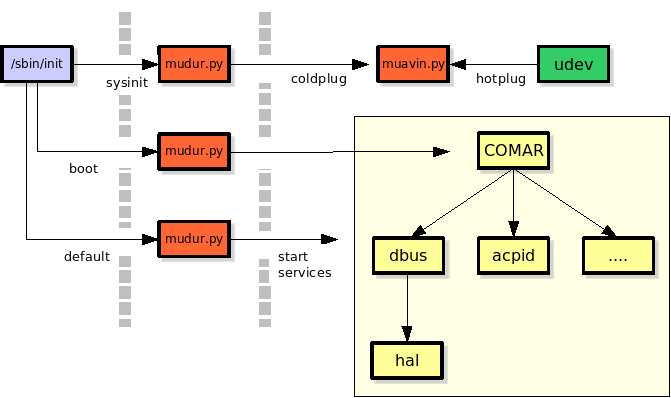 /sbin/init
mudur.py
muavin.py
udev
sysinit
coldplug
hotplug
mudur.py
COMAR
boot
mudur.py
dbus
acpid
....
default
start
services
hal